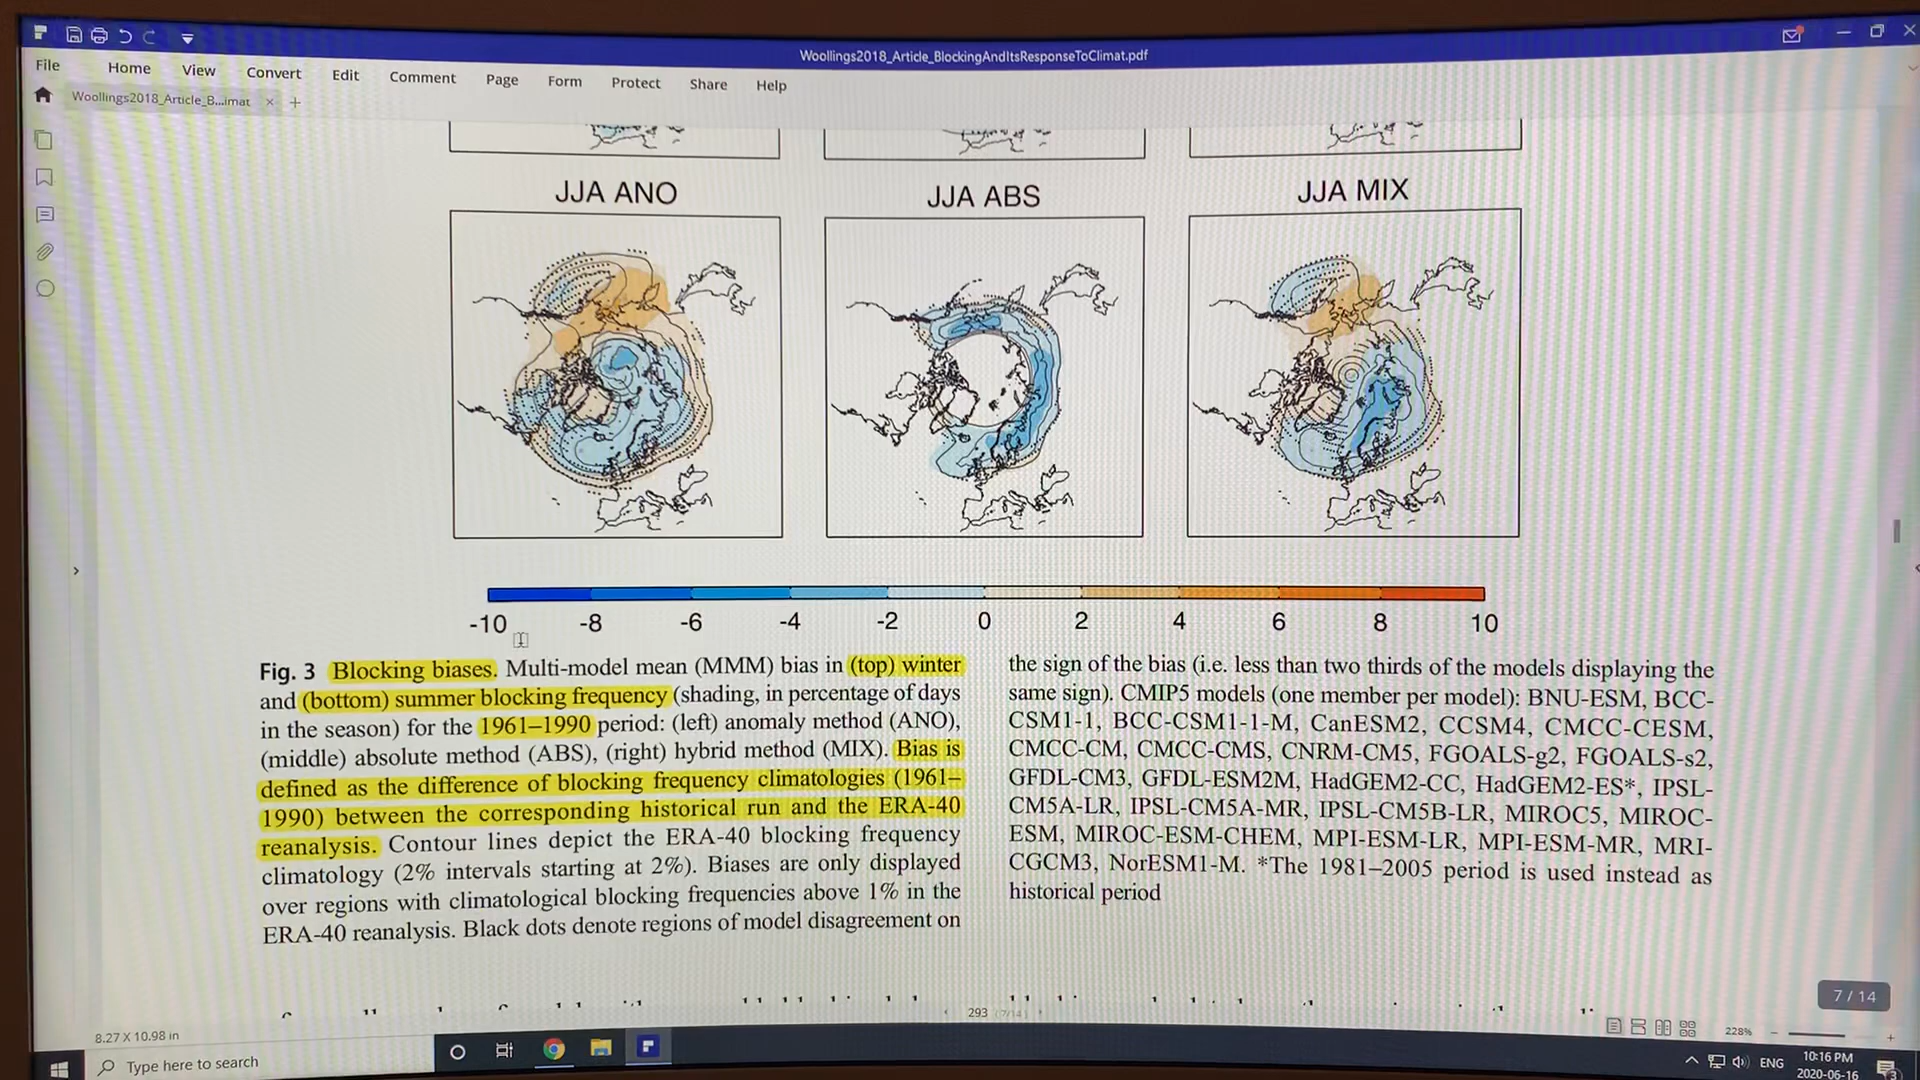 Woollings2018_Article_BlockingAndItsResponseToClimat.pdf
File Home View Convert Edit Comment Page Form Protect Share Help
Woollings2018_Article_B...imat × +
JJA ANO JJA ABS JJA MIX
-10 -8 -6 -4 -2 0 2 4 6 8 10
Fig. 3 Blocking biases. Multi-model mean (MMM) bias in (top) winter
and (bottom) summer blocking frequency (shading, in percentage of days
in the season) for the 1961–1990 period: (left) anomaly method (ANO),
(middle) absolute method (ABS), (right) hybrid method (MIX). Bias is
defined as the difference of blocking frequency climatologies (1961–
1990) between the corresponding historical run and the ERA-40
reanalysis. Contour lines depict the ERA-40 blocking frequency
climatology (2% intervals starting at 2%). Biases are only displayed
over regions with climatological blocking frequencies above 1% in the
ERA-40 reanalysis. Black dots denote regions of model disagreement on
the sign of the bias (i.e. less than two thirds of the models displaying the
same sign). CMIP5 models (one member per model): BNU-ESM, BCC-
CSM1-1, BCC-CSM1-1-M, CanESM2, CCSM4, CMCC-CESM,
CMCC-CM, CMCC-CMS, CNRM-CM5, FGOALS-g2, FGOALS-s2,
GFDL-CM3, GFDL-ESM2M, HadGEM2-CC, HadGEM2-ES*, IPSL-
CM5A-LR, IPSL-CM5A-MR, IPSL-CM5B-LR, MIROC5, MIROC-
ESM, MIROC-ESM-CHEM, MPI-ESM-LR, MPI-ESM-MR, MRI-
CGCM3, NorESM1-M. *The 1981–2005 period is used instead as
historical period
7 / 14
293 (7/14)
8.27 X 10.98 in
228%
Type here to search
ENG
10:16 PM
2020-06-16
3